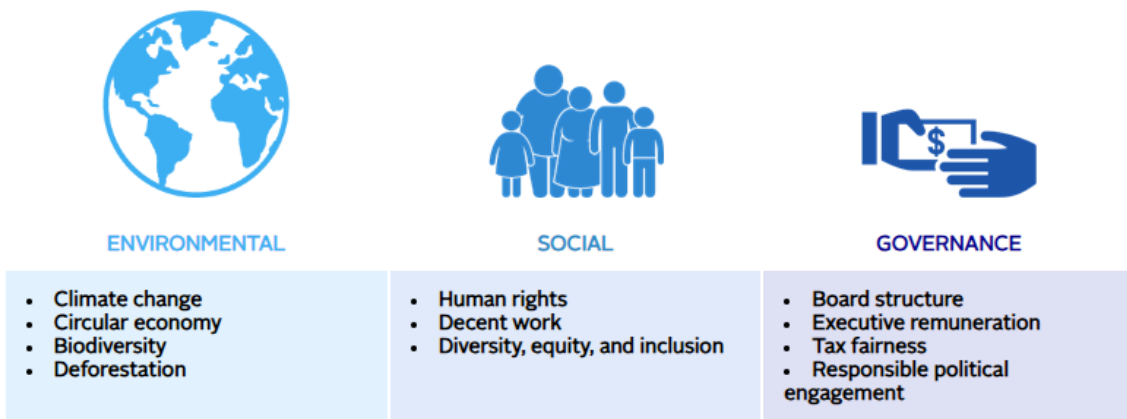 $
ENVIRONMENTAL
SOCIAL
GOVERNANCE
• Climate change
• Circular economy
• Biodiversity
• Deforestation
• Human rights
• Decent work
• Diversity, equity, and inclusion
• Board structure
• Executive remuneration
• Tax fairness
• Responsible political
engagement